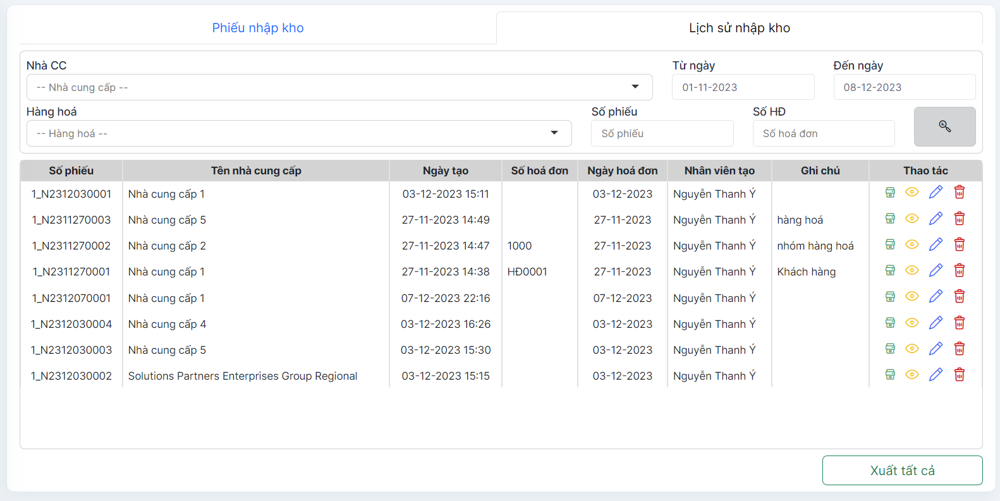 Phiếu nhập kho Lịch sử nhập kho
Nhà CC Từ ngày Đến ngày
-- Nhà cung cấp -- 01-11-2023 08-12-2023
Hàng hoá Số phiếu Số HĐ
-- Hàng hoá -- Số phiếu Số hoá đơn
Số phiếu Tên nhà cung cấp Ngày tạo Số hoá đơn Ngày hoá đơn Nhân viên tạo Ghi chú Thao tác
1_N2312030001 Nhà cung cấp 1 03-12-2023 15:11 03-12-2023 Nguyễn Thanh Ý
1_N2311270003 Nhà cung cấp 5 27-11-2023 14:49 27-11-2023 Nguyễn Thanh Ý hàng hoá
1_N2311270002 Nhà cung cấp 2 27-11-2023 14:47 1000 27-11-2023 Nguyễn Thanh Ý nhóm hàng hoá
1_N2311270001 Nhà cung cấp 1 27-11-2023 14:38 HĐ0001 27-11-2023 Nguyễn Thanh Ý Khách hàng
1_N2312070001 Nhà cung cấp 1 07-12-2023 22:16 07-12-2023 Nguyễn Thanh Ý
1_N2312030004 Nhà cung cấp 4 03-12-2023 16:26 03-12-2023 Nguyễn Thanh Ý
1_N2312030003 Nhà cung cấp 5 03-12-2023 15:30 03-12-2023 Nguyễn Thanh Ý
1_N2312030002 Solutions Partners Enterprises Group Regional 03-12-2023 15:15 03-12-2023 Nguyễn Thanh Ý
Xuất tất cả